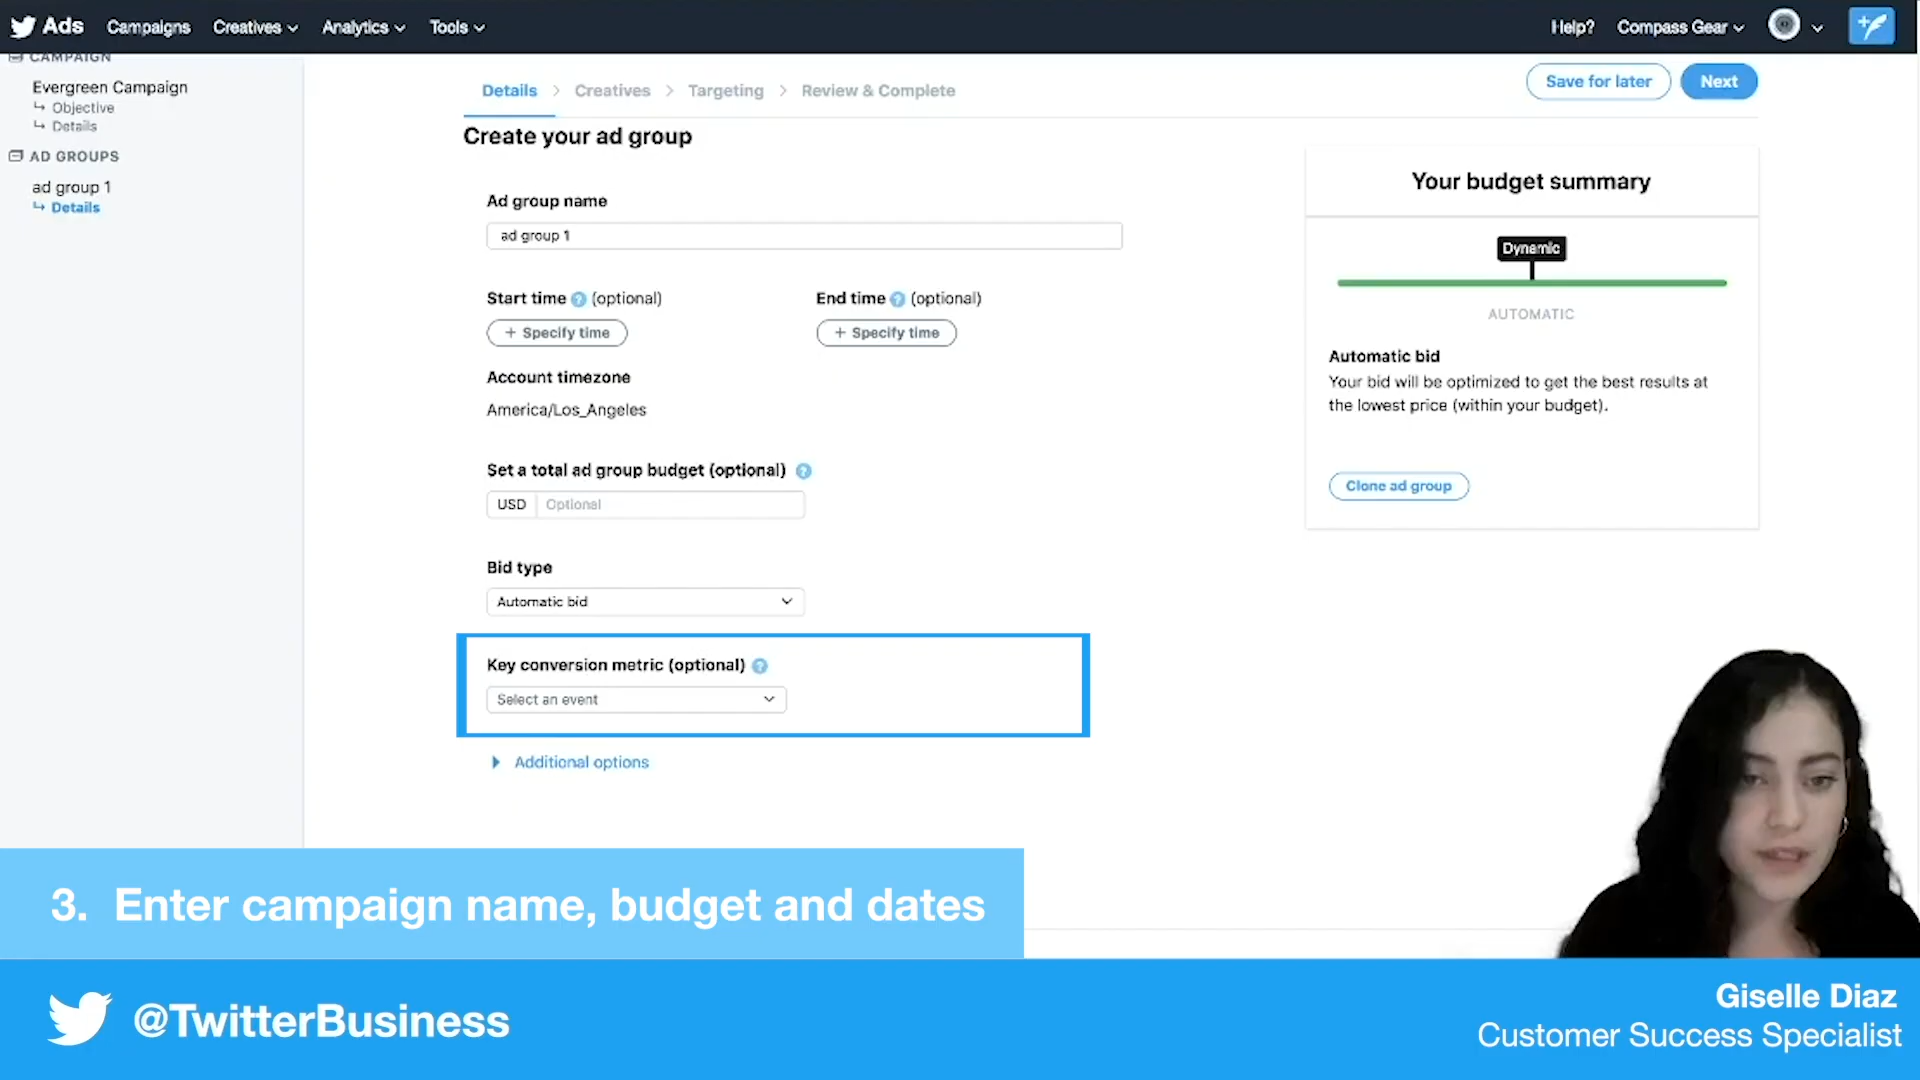 Ads Campaigns Creatives Analytics Tools Help? Compass Gear
CAMPAIGN
Evergreen Campaign
Objective
Details
AD GROUPS
ad group 1
Details
Details Creatives Targeting Review & Complete
Save for later Next
Create your ad group
Ad group name
ad group 1
Start time ? (optional) End time ? (optional)
+ Specify time + Specify time
Account timezone
America/Los_Angeles
Set a total ad group budget (optional) ?
USD Optional
Bid type
Automatic bid
Key conversion metric (optional) ?
Select an event
Additional options
Your budget summary
Dynamic
AUTOMATIC
Automatic bid
Your bid will be optimized to get the best results at
the lowest price (within your budget).
Clone ad group
3. Enter campaign name, budget and dates
@TwitterBusiness
Giselle Diaz
Customer Success Specialist